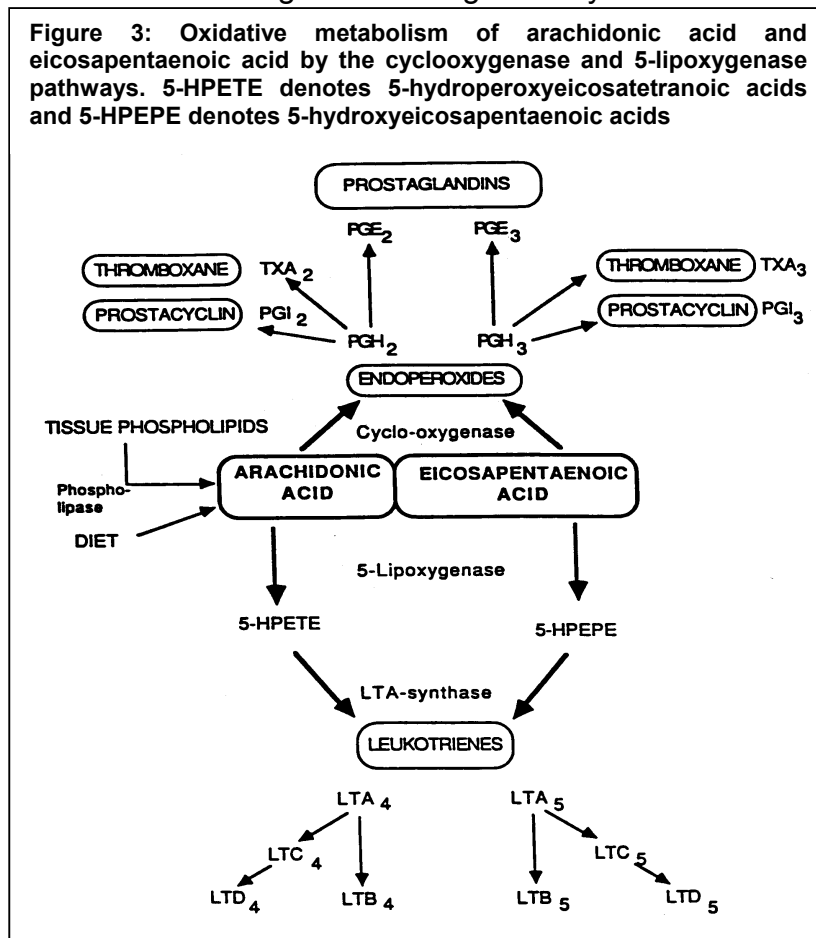 Figure 3: Oxidative metabolism of arachidonic acid and
eicosapentaenoic acid by the cyclooxygenase and 5-lipoxygenase
pathways. 5-HPETE denotes 5-hydroperoxyeicosatetranoic acids
and 5-HPEPE denotes 5-hydroxyeicosapentaenoic acids
PROSTAGLANDINS
PGE2 PGE3
THROMBOXANE TXA2 THROMBOXANE TXA3
PROSTACYCLIN PGI2 PROSTACYCLIN PGI3
PGH2 PGH3
ENDOPEROXIDES
TISSUE PHOSPHOLIPIDS
Cyclo-oxygenase
ARACHIDONIC
ACID
EICOSAPENTAENOIC
ACID
Phospho-
lipase
DIET
5-Lipoxygenase
5-HPETE 5-HPEPE
LTA-synthase
LEUKOTRIENES
LTA4 LTA5
LTC4 LTC5
LTD4 LTB4 LTB5 LTD5